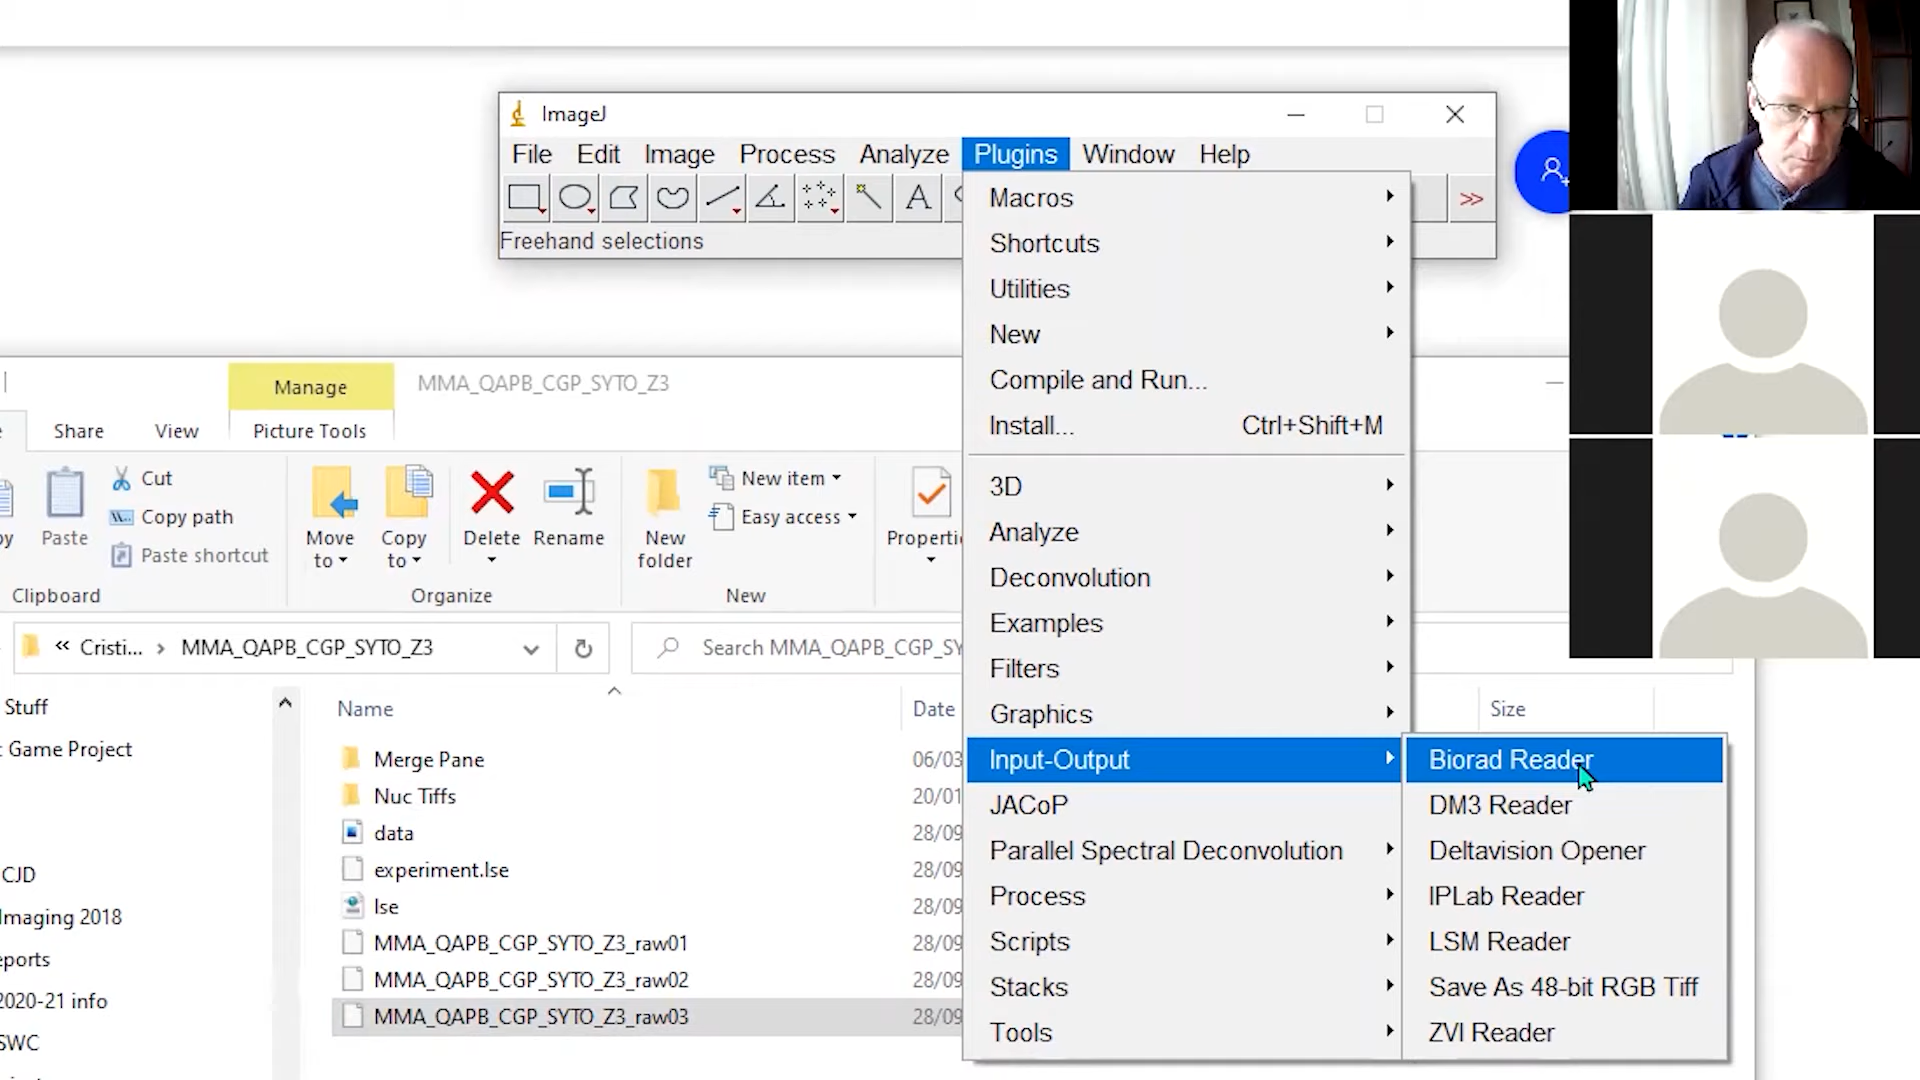 ImageJ
File Edit Image Process Analyze Plugins Window Help
A
>>
Freehand selections
Macros
Shortcuts
Utilities
New
Compile and Run...
Install... Ctrl+Shift+M
3D
Analyze
Deconvolution
Examples
Filters
Graphics
Input-Output
JACoP
Parallel Spectral Deconvolution
Process
Scripts
Stacks
Tools
Biorad Reader
DM3 Reader
Deltavision Opener
IPLab Reader
LSM Reader
Save As 48-bit RGB Tiff
ZVI Reader
Manage MMA_QAPB_CGP_SYTO_Z3
Share View Picture Tools
Paste
Cut
Copy path
Paste shortcut
Clipboard
Move to
Copy to
Delete
Rename
Organize
New folder
New item
Easy access
New
Properti
« Cristi... › MMA_QAPB_CGP_SYTO_Z3
Search MMA_QAPB_CGP_SY
Stuff
Game Project
CJD
Imaging 2018
eports
2020-21 info
SWC
Name Date Size
Merge Pane 06/03
Nuc Tiffs 20/01
data 28/09
experiment.lse 28/09
lse 28/09
MMA_QAPB_CGP_SYTO_Z3_raw01 28/09
MMA_QAPB_CGP_SYTO_Z3_raw02 28/09
MMA_QAPB_CGP_SYTO_Z3_raw03 28/09